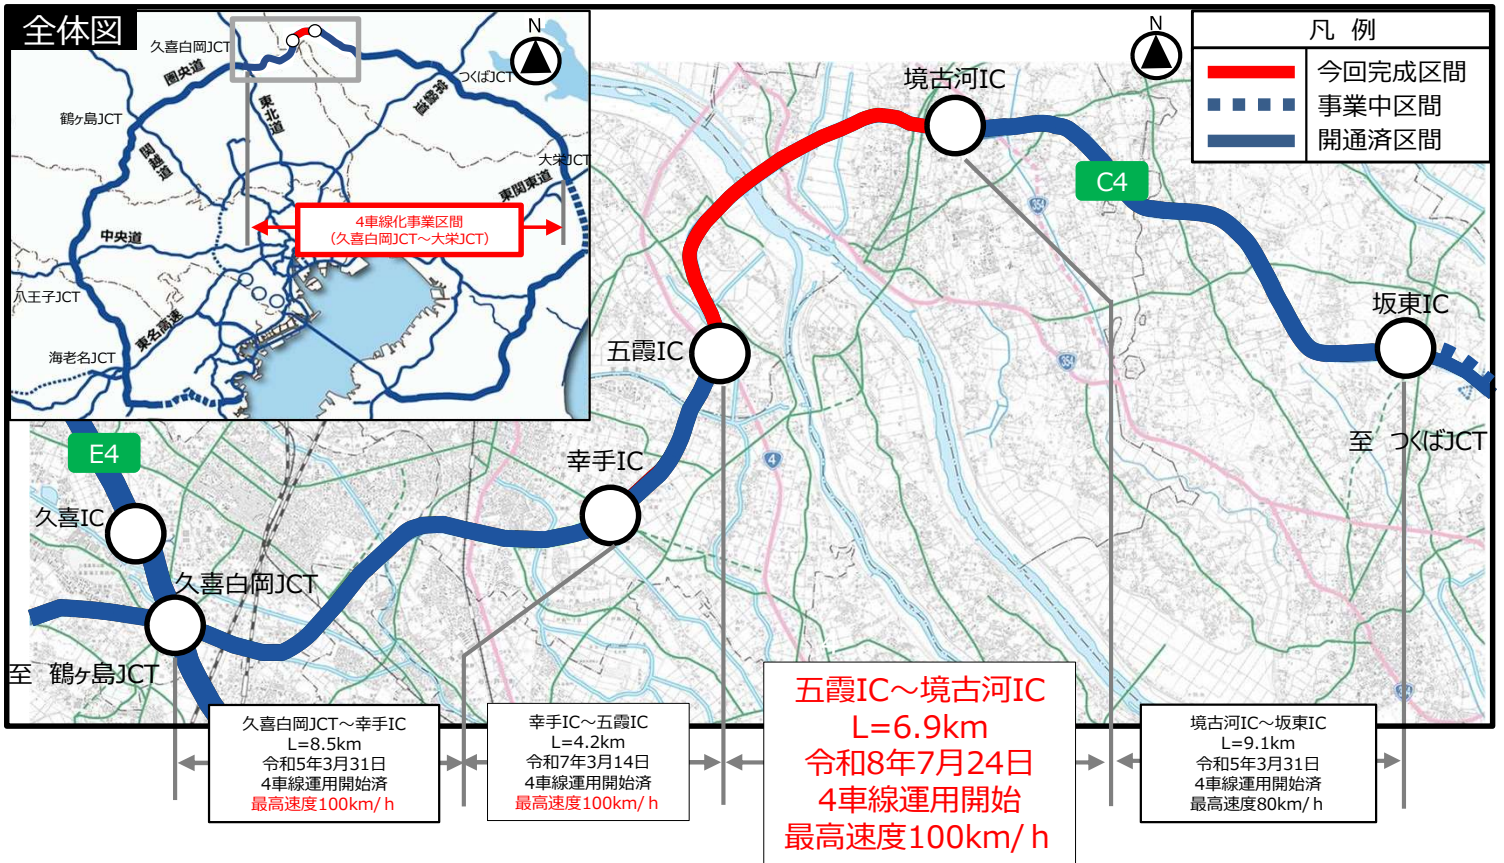 全体図
久喜白岡JCT
圏央道
つくばJCT
常磐道
東北道
鶴ヶ島JCT
関越道
大栄JCT
東関東道
4車線化事業区間
（久喜白岡JCT～大栄JCT）
中央道
八王子JCT
東名高速
海老名JCT
N
N
凡 例
今回完成区間
事業中区間
開通済区間
境古河IC
C4
354
坂東IC
354
五霞IC
至 つくばJCT
E4
幸手IC
4
久喜IC
久喜白岡JCT
至 鶴ヶ島JCT
久喜白岡JCT～幸手IC
L=8.5km
令和5年3月31日
4車線運用開始済
最高速度100km/h
幸手IC～五霞IC
L=4.2km
令和7年3月14日
4車線運用開始済
最高速度100km/h
五霞IC～境古河IC
L=6.9km
令和8年7月24日
4車線運用開始
最高速度100km/h
境古河IC～坂東IC
L=9.1km
令和5年3月31日
4車線運用開始済
最高速度80km/h